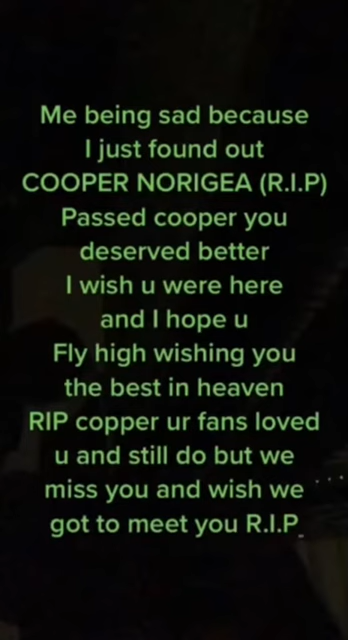 Me being sad because
I just found out
COOPER NORIGEA (R.I.P)
Passed cooper you
deserved better
I wish u were here
and I hope u
Fly high wishing you
the best in heaven
RIP copper ur fans loved
u and still do but we
miss you and wish we
got to meet you R.I.P.